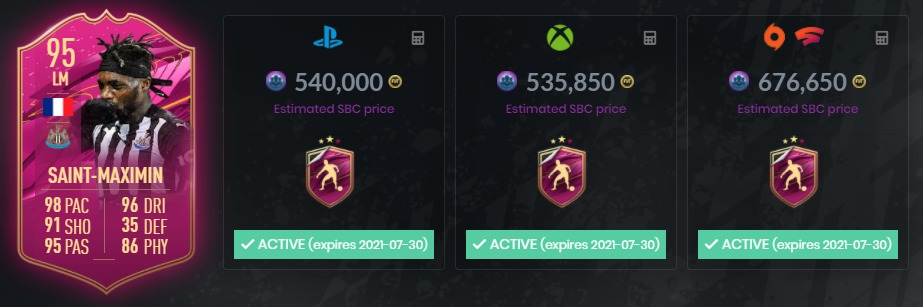 95
LM
SAINT-MAXIMIN
98 PAC 96 DRI
91 SHO 35 DEF
95 PAS 86 PHY
540,000
Estimated SBC price
ACTIVE (expires 2021-07-30)
535,850
Estimated SBC price
ACTIVE (expires 2021-07-30)
676,650
Estimated SBC price
ACTIVE (expires 2021-07-30)